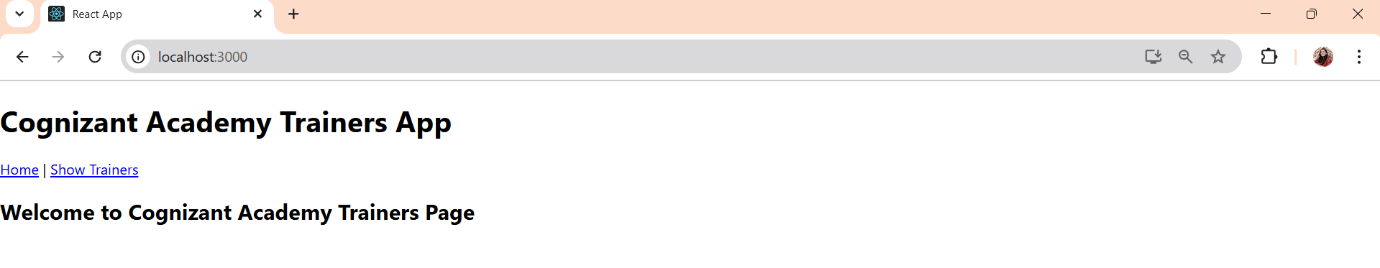 React App
localhost:3000
Cognizant Academy Trainers App
Home | Show Trainers
Welcome to Cognizant Academy Trainers Page